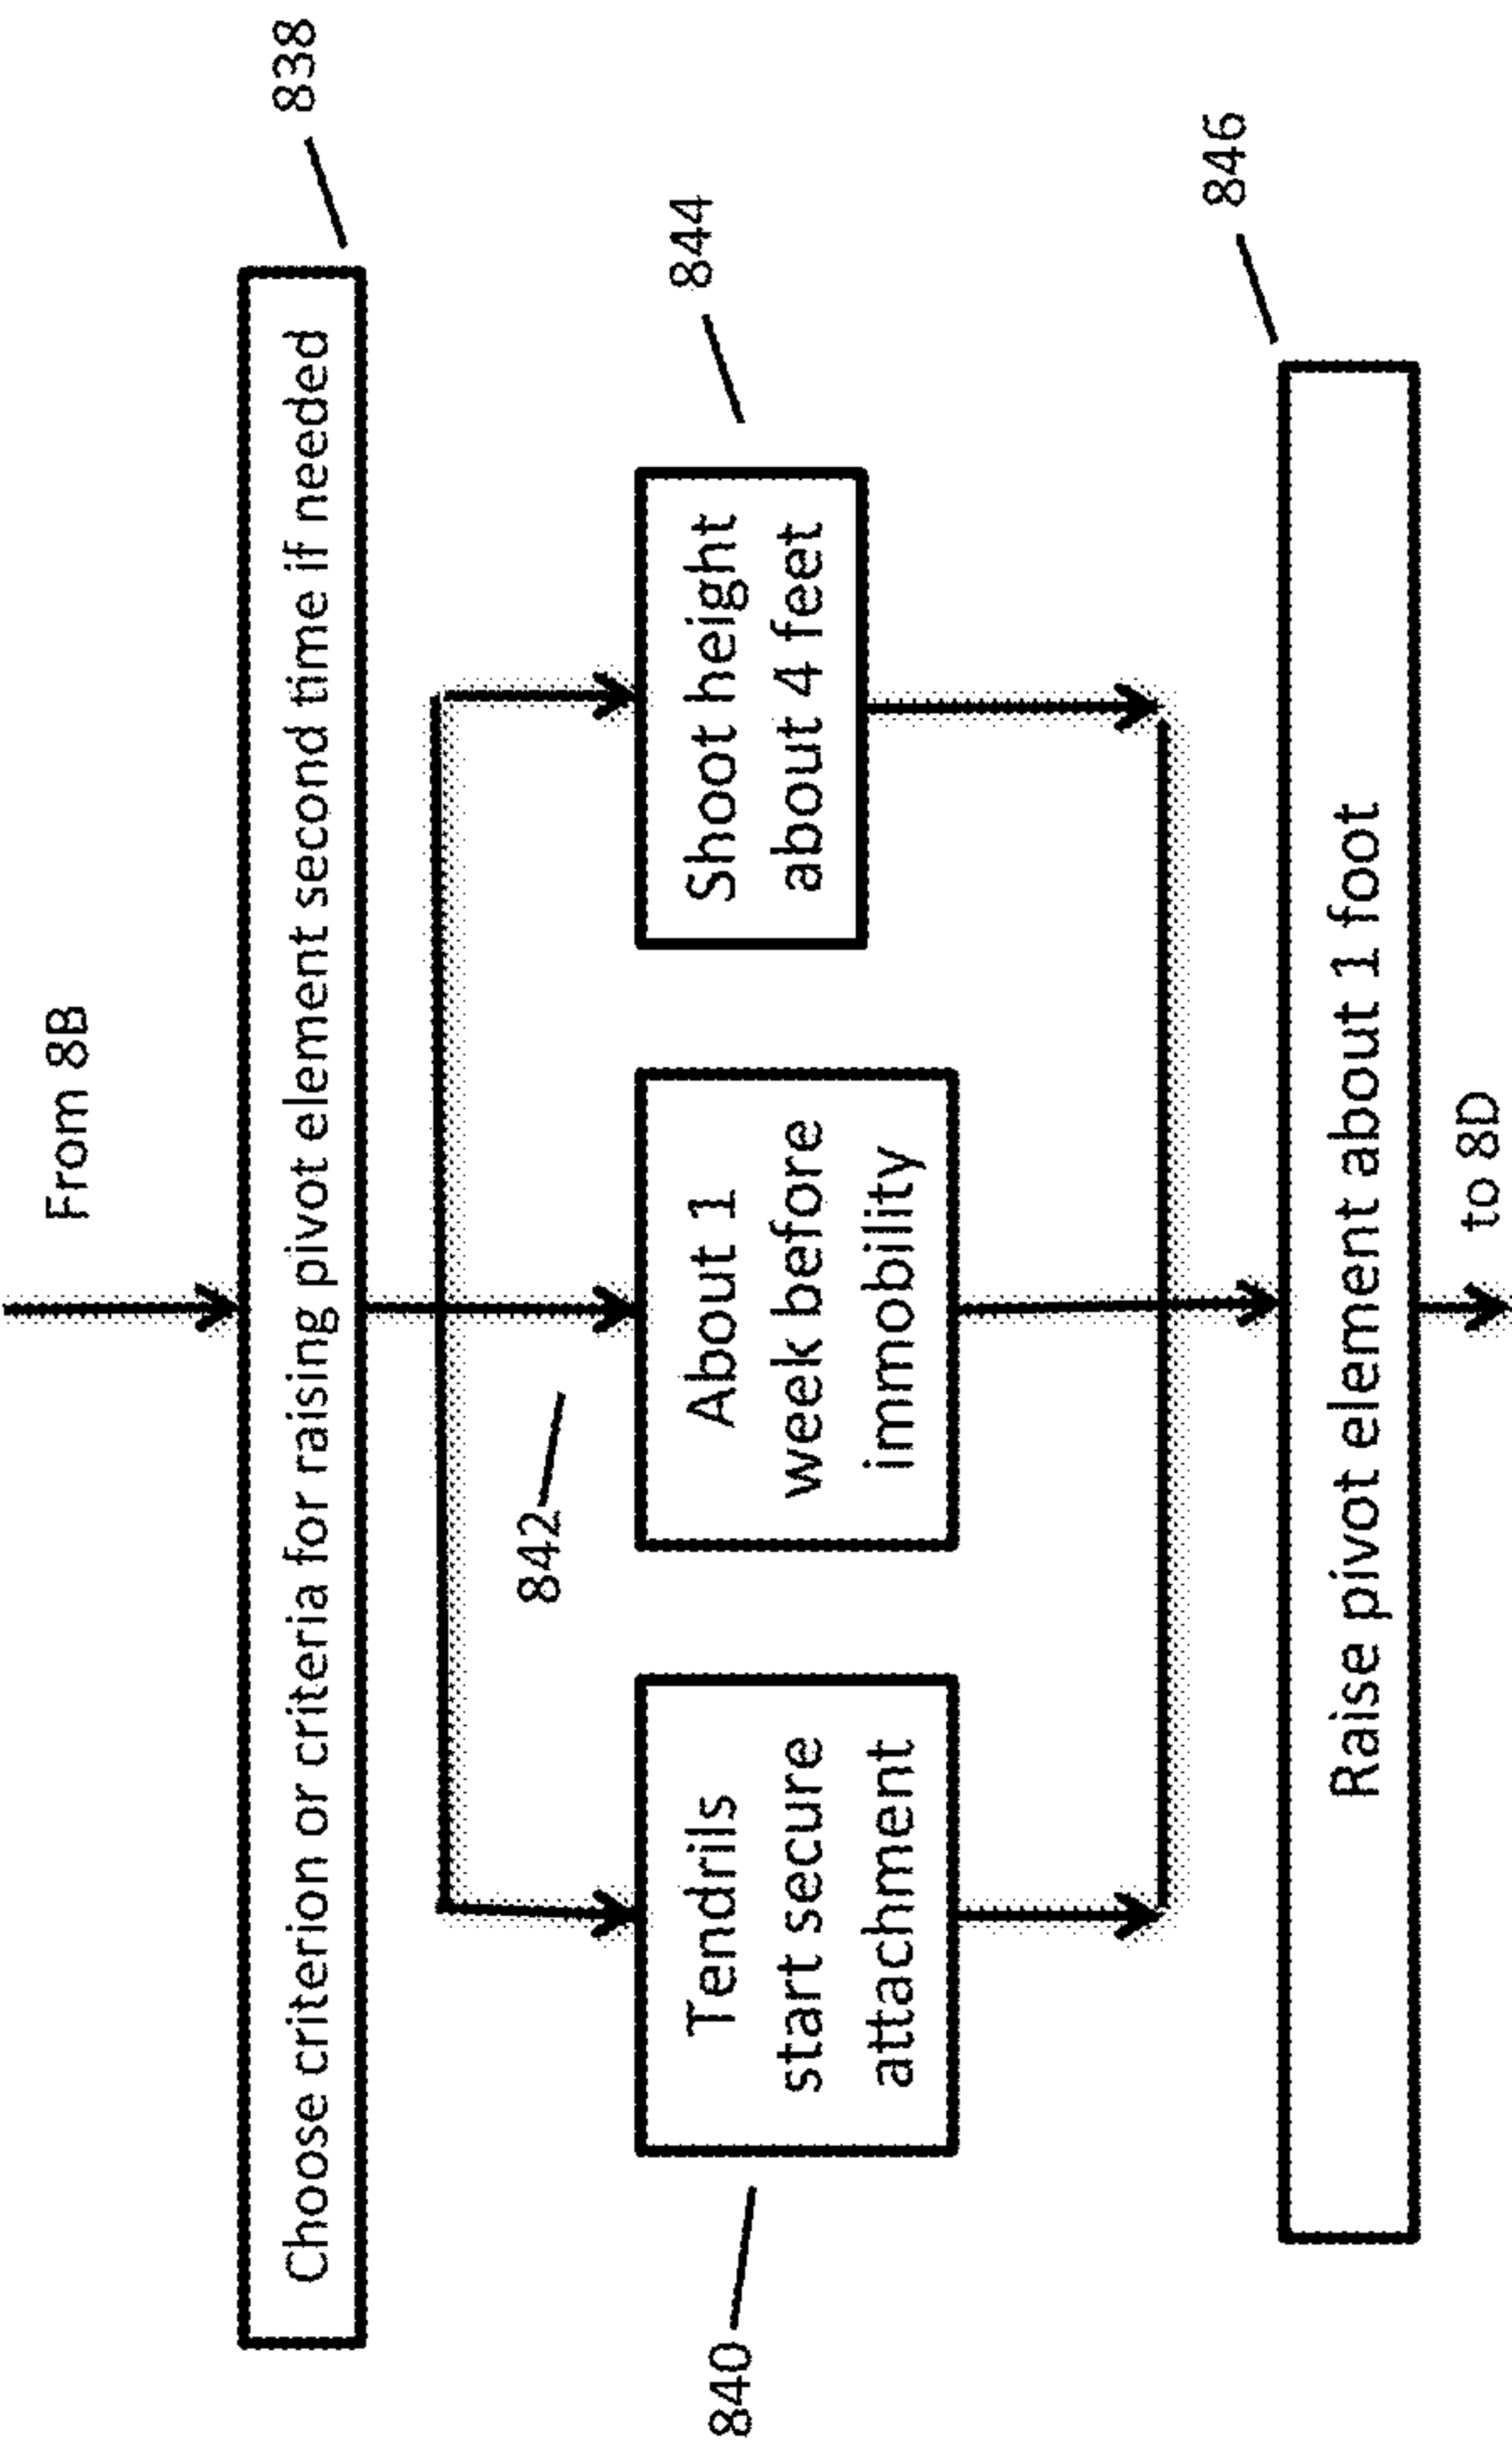 From 8B
838
Choose criterion or criteria for raising pivot element second time if needed
842
844
840
Tendrils
start secure
attachment
About 1
week before
immobility
Shoot height
about 4 feet
846
Raise pivot element about 1 foot
to 8D